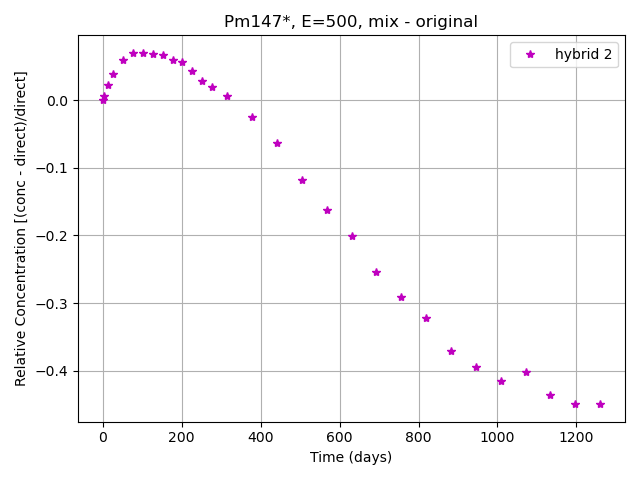 Pm147*, E=500, mix - original
hybrid 2
Relative Concentration [(conc - direct)/direct]
0.0
−0.1
−0.2
−0.3
−0.4
0 200 400 600 800 1000 1200
Time (days)